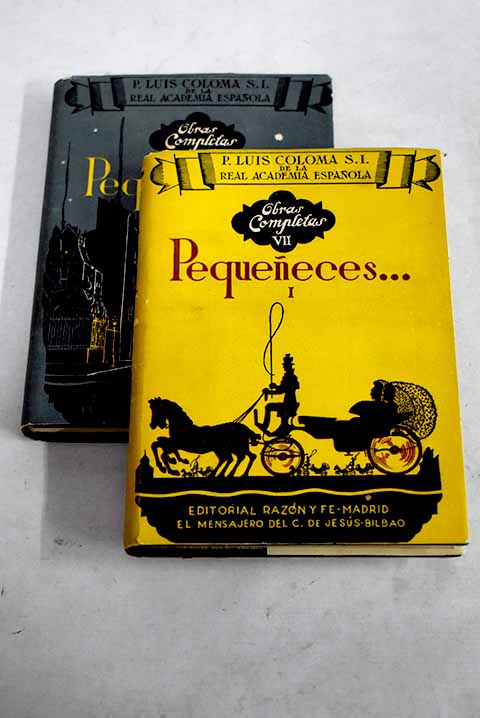 P. LUIS COLOMA S.I.
DE LA
REAL ACADEMIA ESPAÑOLA
Obras
Completas
Peq
P. LUIS COLOMA S.I.
DE LA
REAL ACADEMIA ESPAÑOLA
Obras
Completas
VII
Pequeñeces...
I
EDITORIAL RAZÓN Y FE-MADRID
EL MENSAJERO DEL C. DE JESÚS-BILBAO